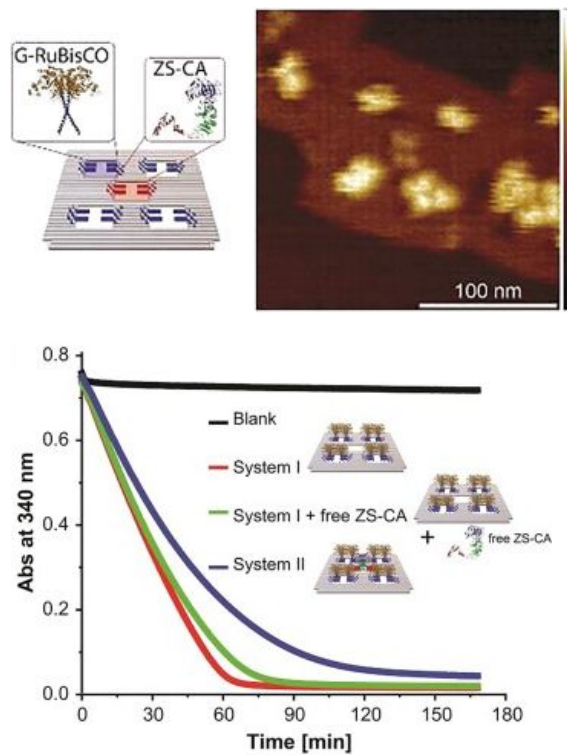 G-RuBisCO
ZS-CA
100 nm
0.8
0.6
0.4
0.2
0.0
Abs at 340 nm
Blank
System I
System I + free ZS-CA
System II
+
free ZS-CA
0
30
60
90
120
150
180
Time [min]